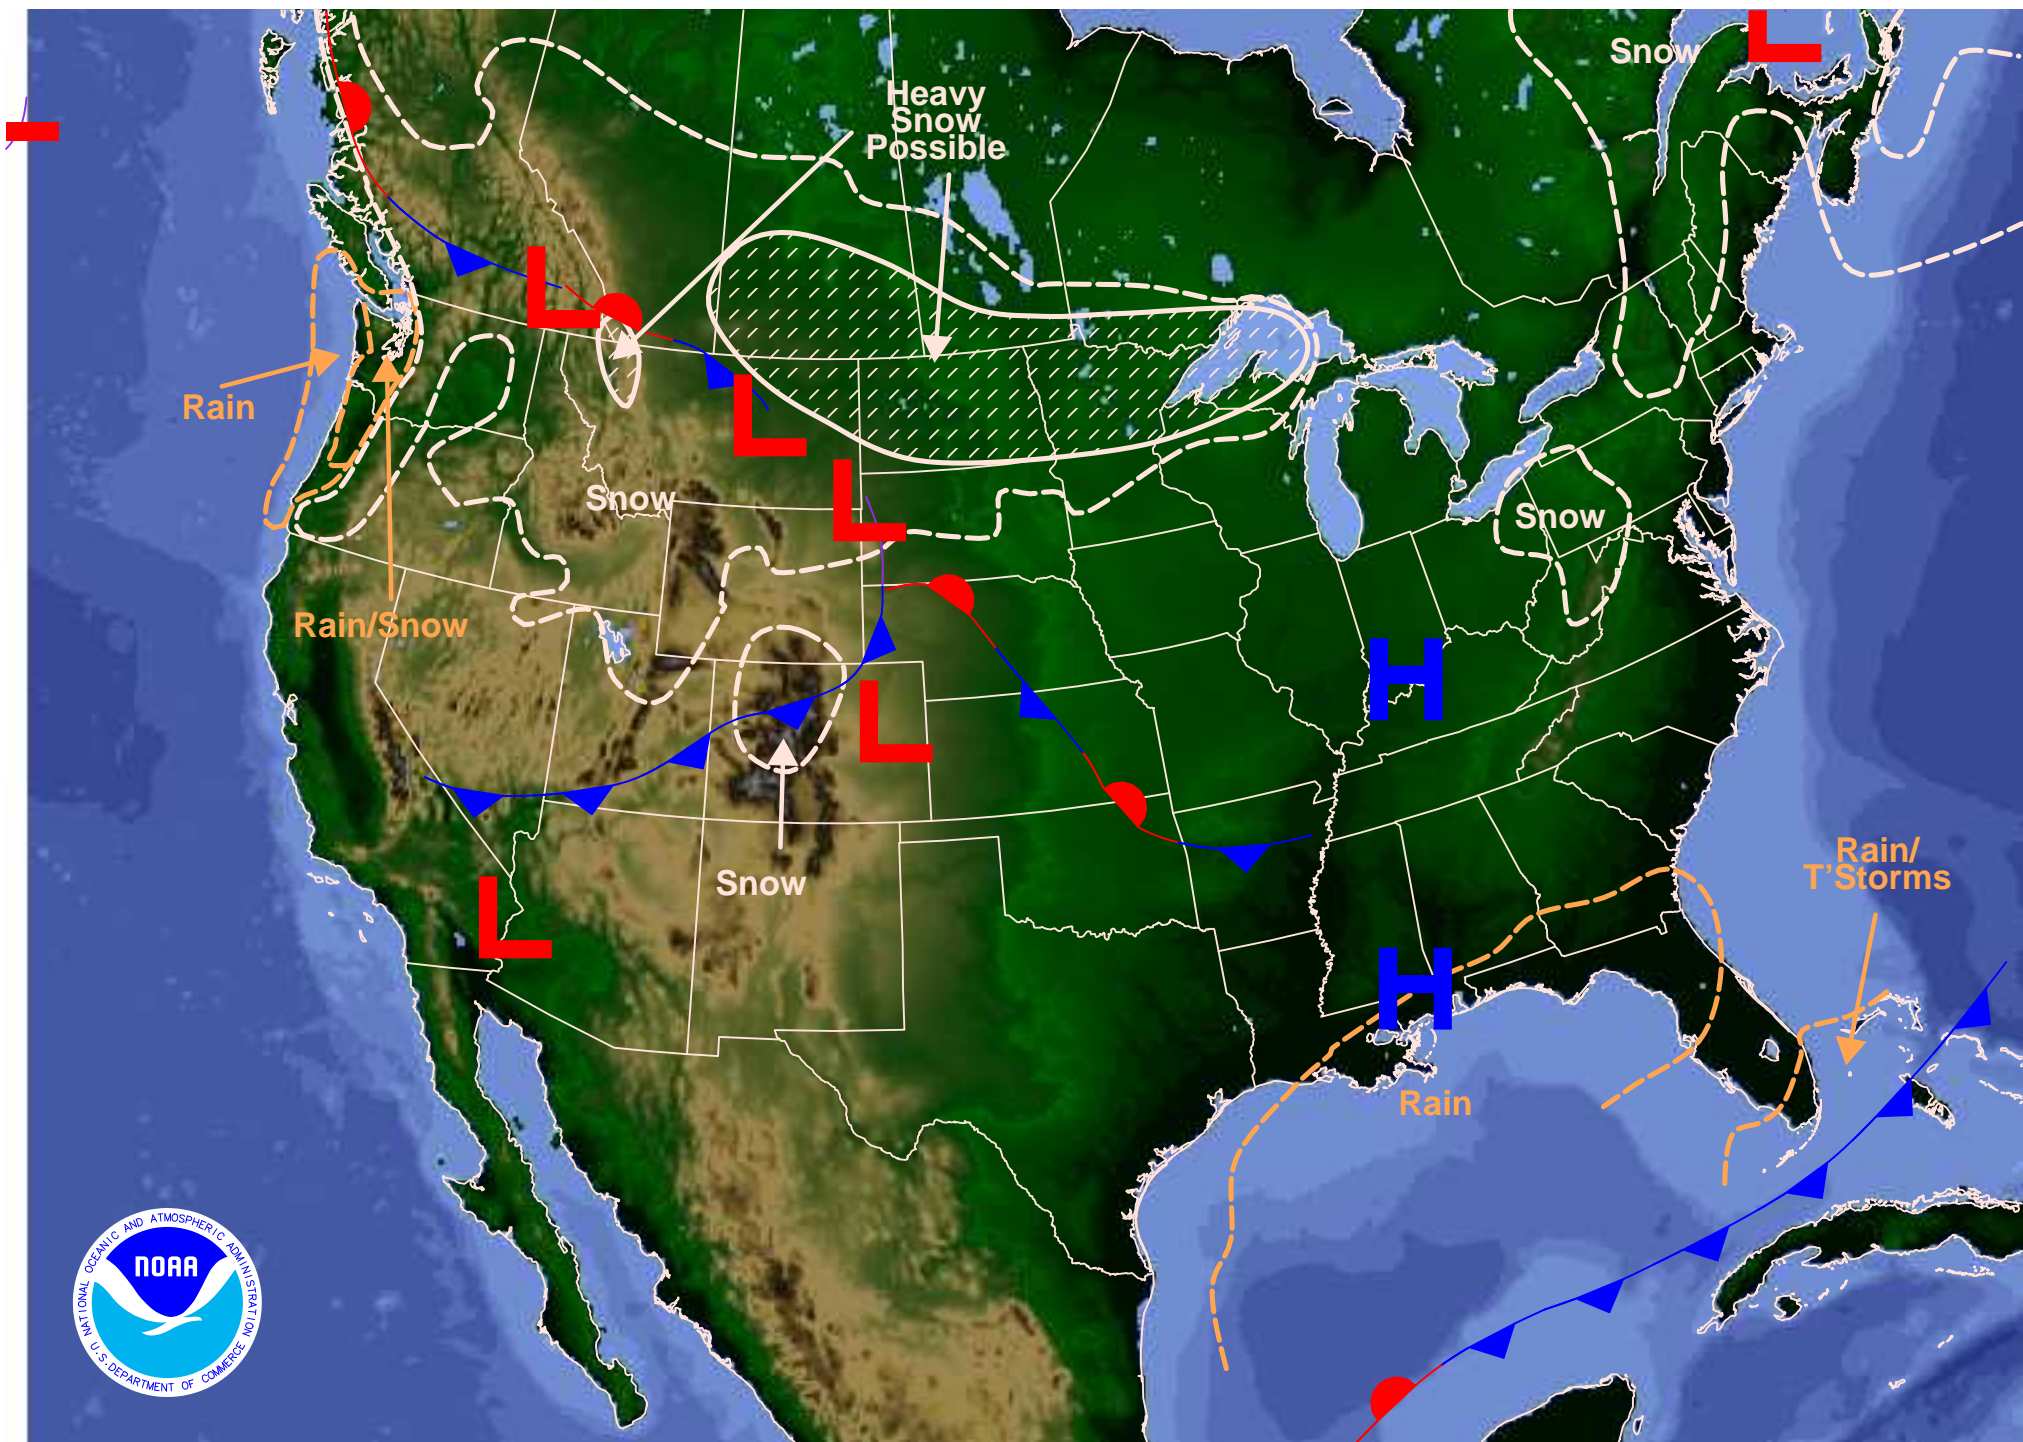 Snow
L
L
Heavy
Snow
Possible
L
L
Rain
Snow
L
Snow
Rain/Snow
H
L
Rain/
T'Storms
Snow
L
H
Rain
NOAA
NATIONAL OCEANIC AND ATMOSPHERIC ADMINISTRATION
U.S. DEPARTMENT OF COMMERCE